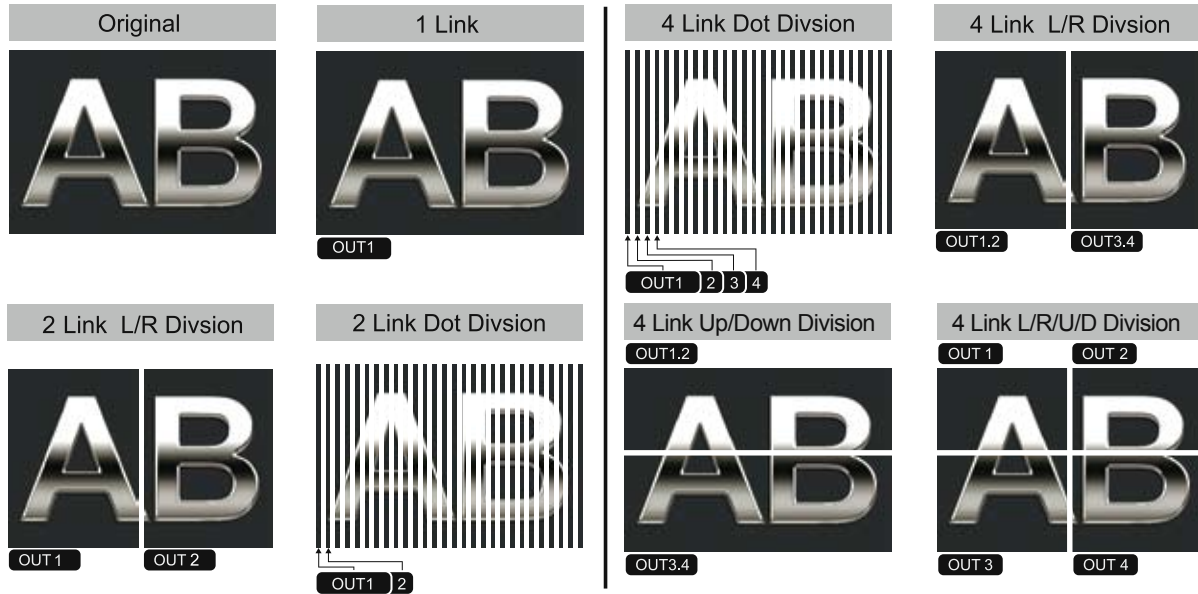 Original
AB
1 Link
AB
OUT1
2 Link L/R Divsion
AB
OUT 1 OUT 2
2 Link Dot Divsion
AB
OUT1 2
4 Link Dot Divsion
AB
OUT1 2 3 4
4 Link L/R Divsion
AB
OUT1.2 OUT3.4
4 Link Up/Down Division
OUT1.2
AB
OUT3.4
4 Link L/R/U/D Division
OUT 1 OUT 2
AB
OUT 3 OUT 4